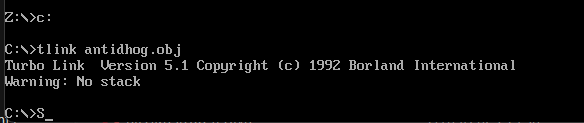 Z:\>c:
C:\>tlink antidhog.obj
Turbo Link  Version 5.1 Copyright (c) 1992 Borland International
Warning: No stack
C:\>S_